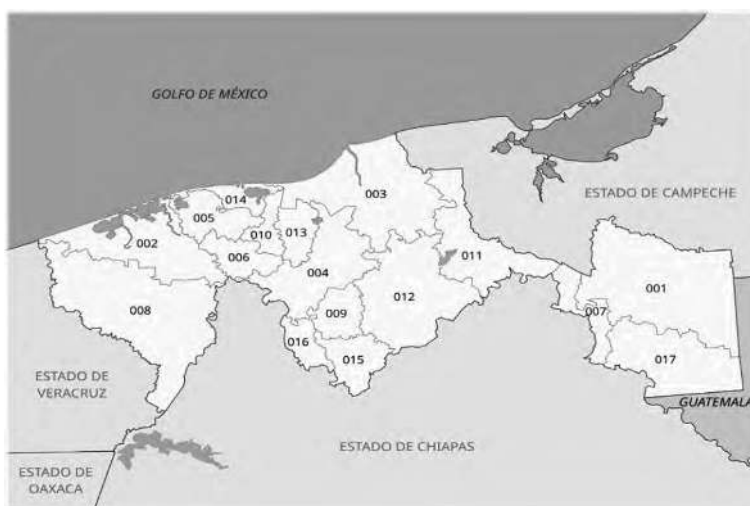 GOLFO DE MÉXICO
ESTADO DE CAMPECHE
003
014
005
010
013
002
006
011
004
001
008
012
009
007
016
015
017
ESTADO DE
VERACRUZ
GUATEMALA
ESTADO DE CHIAPAS
ESTADO DE
OAXACA